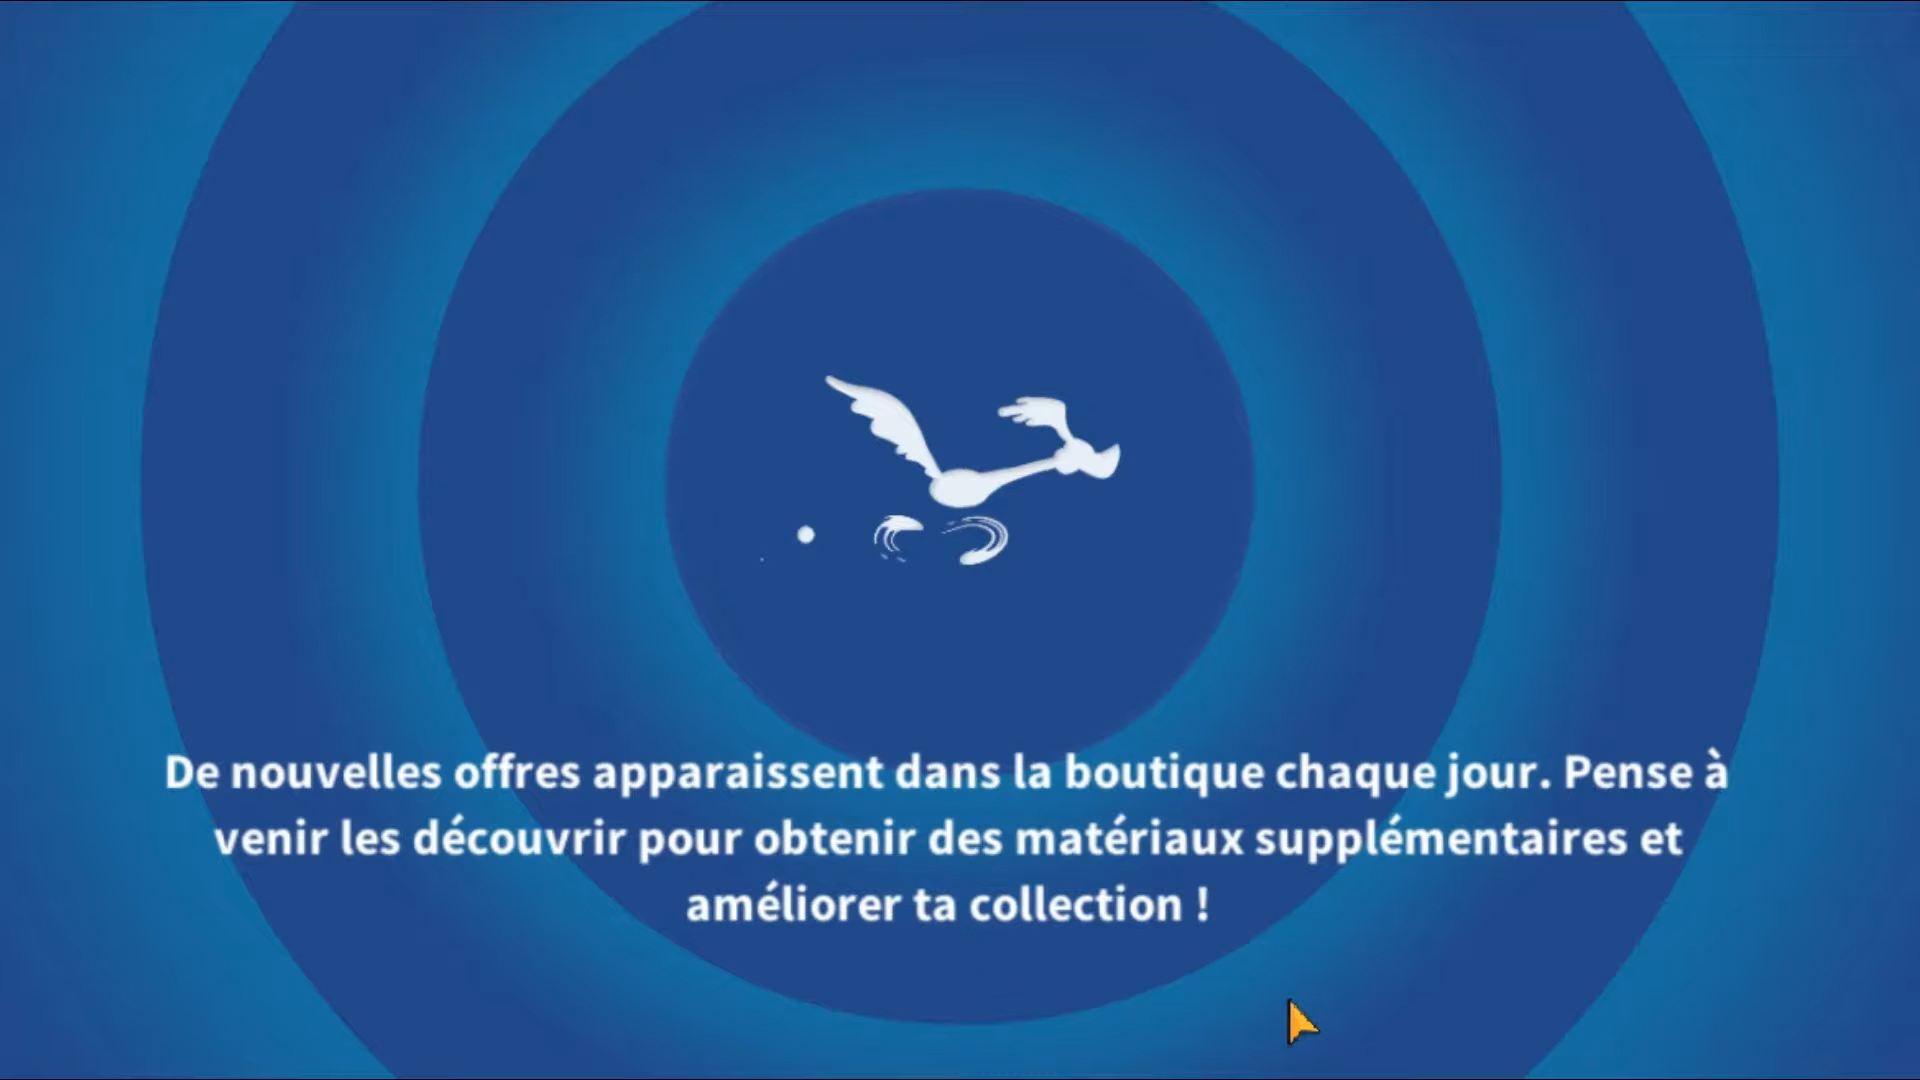 De nouvelles offres apparaissent dans la boutique chaque jour. Pense à
venir les découvrir pour obtenir des matériaux supplémentaires et
améliorer ta collection !